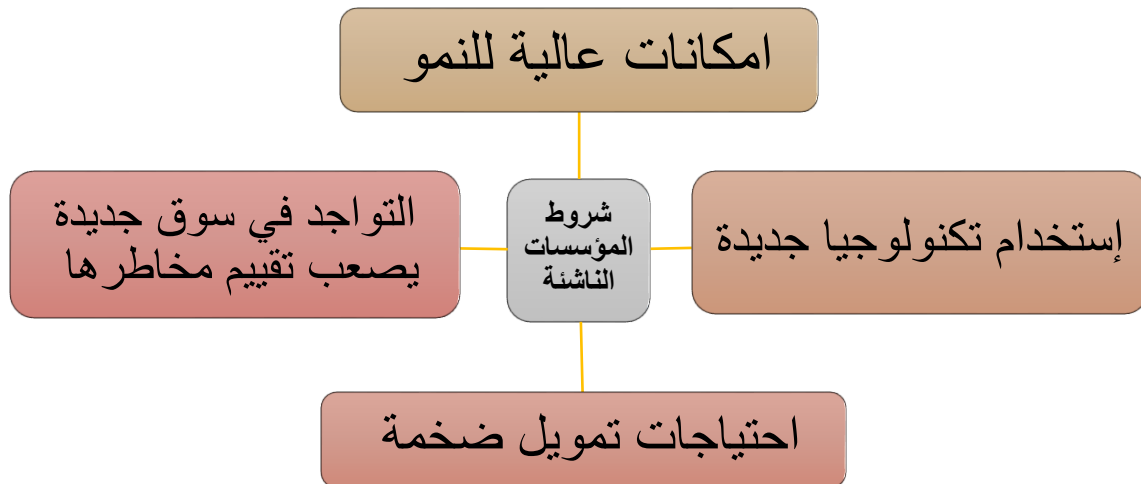 امكانات عالية للنمو
إستخدام تكنولوجيا جديدة
شروط
المؤسسات
الناشئة
التواجد في سوق جديدة
يصعب تقييم مخاطرها
احتياجات تمويل ضخمة